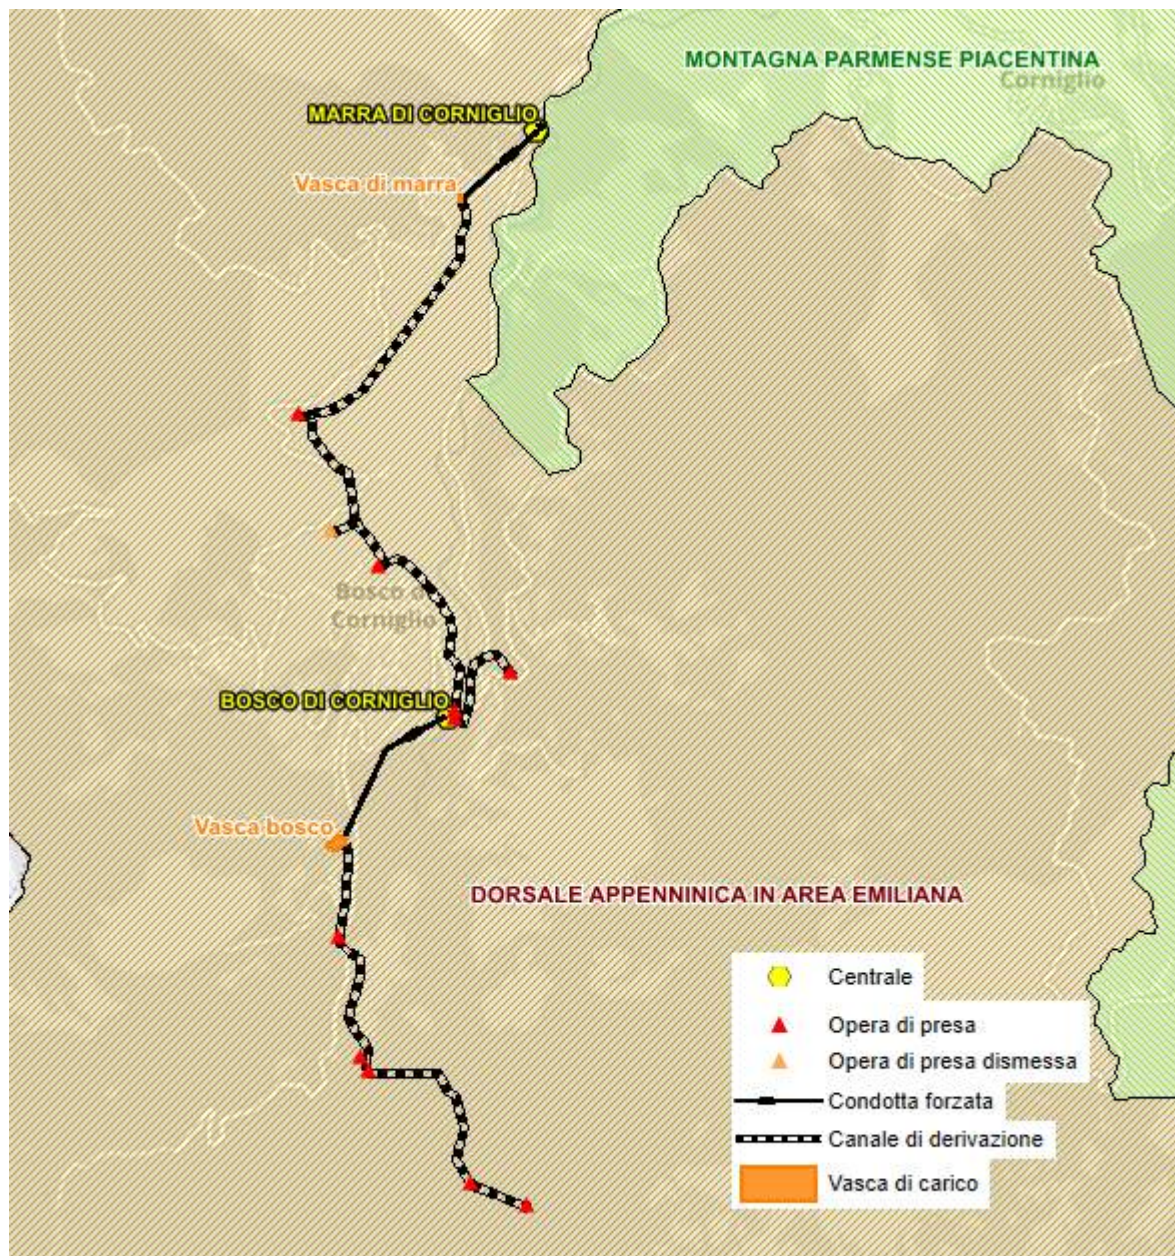 MONTAGNA PARMENSE PIACENTINA
Corniglio
MARRA DI CORNIGLIO
Vasca di marra
Bosco di
Corniglio
BOSCO DI CORNIGLIO
Vasca bosco
DORSALE APPENNINICA IN AREA EMILIANA
Centrale
Opera di presa
Opera di presa dismessa
Condotta forzata
Canale di derivazione
Vasca di carico